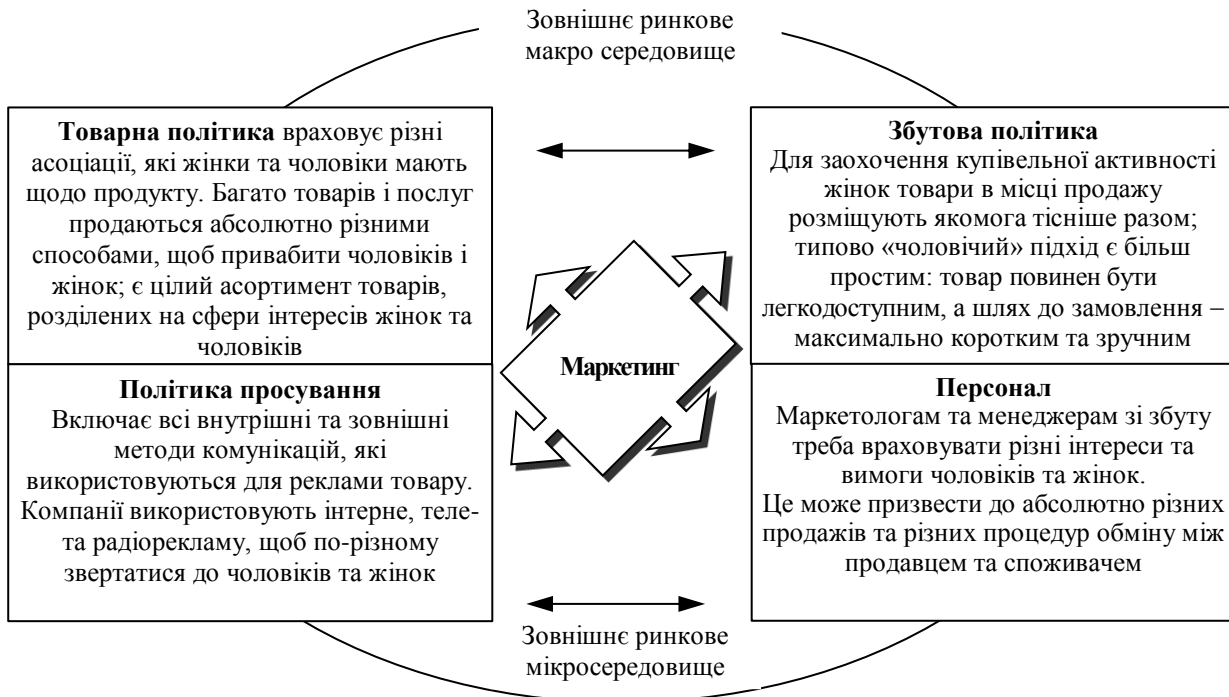 Зовнішнє ринкове
макро середовище
Товарна політика враховує різні
асоціації, які жінки та чоловіки мають
щодо продукту. Багато товарів і послуг
продаються абсолютно різними
способами, щоб привабити чоловіків і
жінок; є цілий асортимент товарів,
розділених на сфери інтересів жінок та
чоловіків
Збутова політика
Для заохочення купівельної активності
жінок товари в місці продажу
розміщують якомога тісніше разом;
типово «чоловічий» підхід є більш
простим: товар повинен бути
легкодоступним, а шлях до замовлення –
максимально коротким та зручним
Маркетинг
Політика просування
Включає всі внутрішні та зовнішні
методи комунікацій, які
використовуються для реклами товару.
Компанії використовують інтерне, теле-
та радіорекламу, щоб по-різному
звертатися до чоловіків та жінок
Персонал
Маркетологам та менеджерам зі збуту
треба враховувати різні інтереси та
вимоги чоловіків та жінок.
Це може призвести до абсолютно різних
продажів та різних процедур обміну між
продавцем та споживачем
Зовнішнє ринкове
мікросередовище